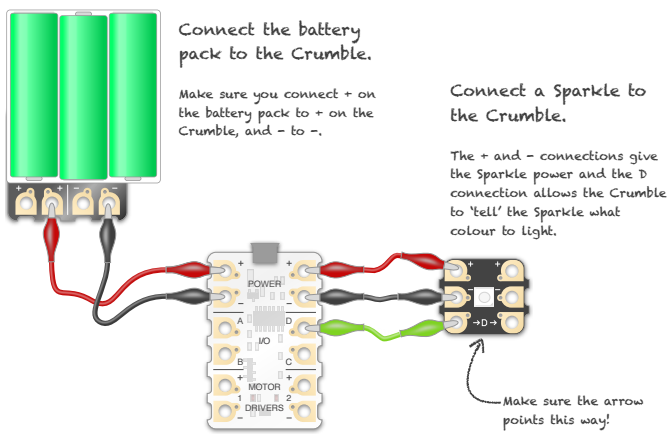 Connect the battery
pack to the Crumble.
Make sure you connect + on
the battery pack to + on the
Crumble, and - to -.
Connect a Sparkle to
the Crumble.
The + and - connections give
the Sparkle power and the D
connection allows the Crumble
to ‘tell’ the Sparkle what
colour to light.
+ + - -
+ +
POWER
- -
A D
I/O
B C
+ +
MOTOR
1 2
DRIVERS
- -
+ +
- -
→D→
Make sure the arrow
points this way!